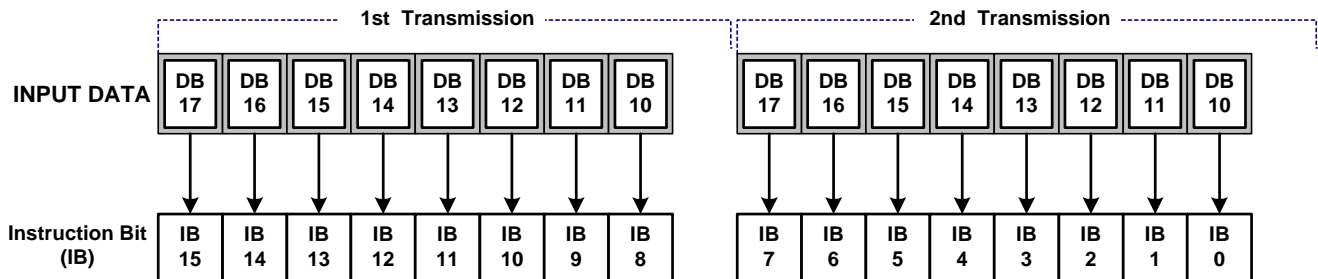 1st Transmission 2nd Transmission
INPUT DATA DB 17 DB 16 DB 15 DB 14 DB 13 DB 12 DB 11 DB 10 DB 17 DB 16 DB 15 DB 14 DB 13 DB 12 DB 11 DB 10
Instruction Bit (IB) IB 15 IB 14 IB 13 IB 12 IB 11 IB 10 IB 9 IB 8 IB 7 IB 6 IB 5 IB 4 IB 3 IB 2 IB 1 IB 0